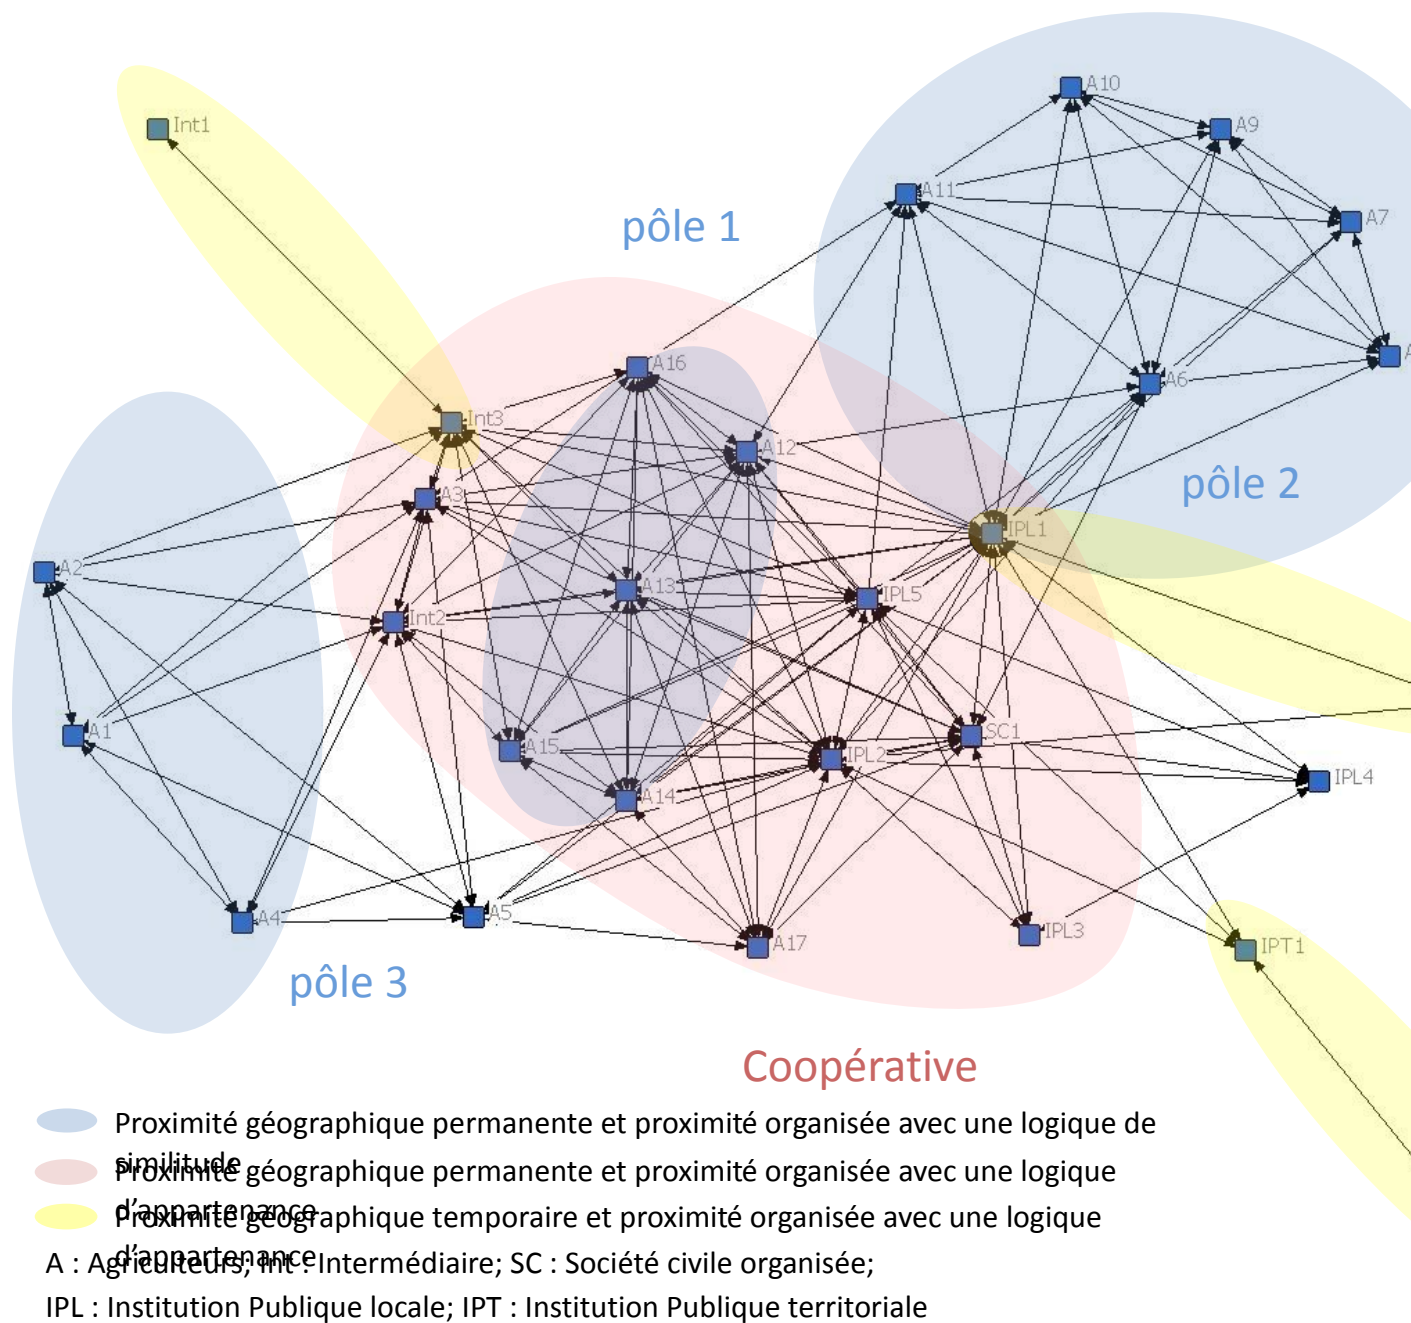 A10
Int1
A9
A11
A7
pôle 1
A
A16
A6
Int3
A12
pôle 2
A3
IPL1
A2
A13
IPL5
Int2
A1
SC1
A15
IPL2
IPL4
A14
A4
A5
IPL3
A17
IPT1
pôle 3
Coopérative
Proximité géographique permanente et proximité organisée avec une logique de
similitude
Proximité géographique permanente et proximité organisée avec une logique
d’appartenance
Proximité géographique temporaire et proximité organisée avec une logique
d’appartenance
A : Agriculteurs; Int : Intermédiaire; SC : Société civile organisée;
IPL : Institution Publique locale; IPT : Institution Publique territoriale